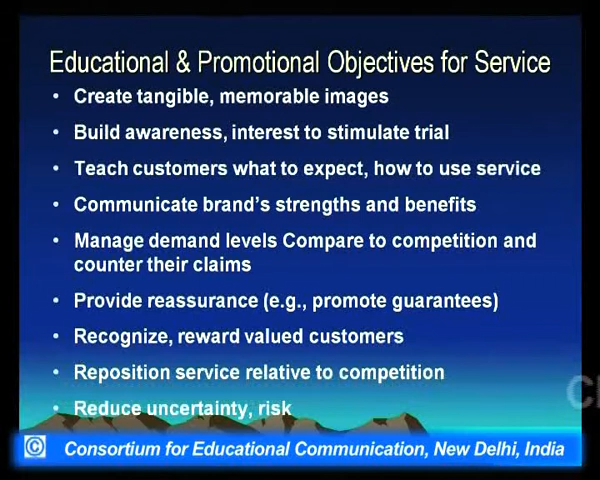 Educational & Promotional Objectives for Service
• Create tangible, memorable images
• Build awareness, interest to stimulate trial
• Teach customers what to expect, how to use service
• Communicate brand's strengths and benefits
• Manage demand levels Compare to competition and
counter their claims
• Provide reassurance (e.g., promote guarantees)
• Recognize, reward valued customers
• Reposition service relative to competition
• Reduce uncertainty, risk
© Consortium for Educational Communication, New Delhi, India